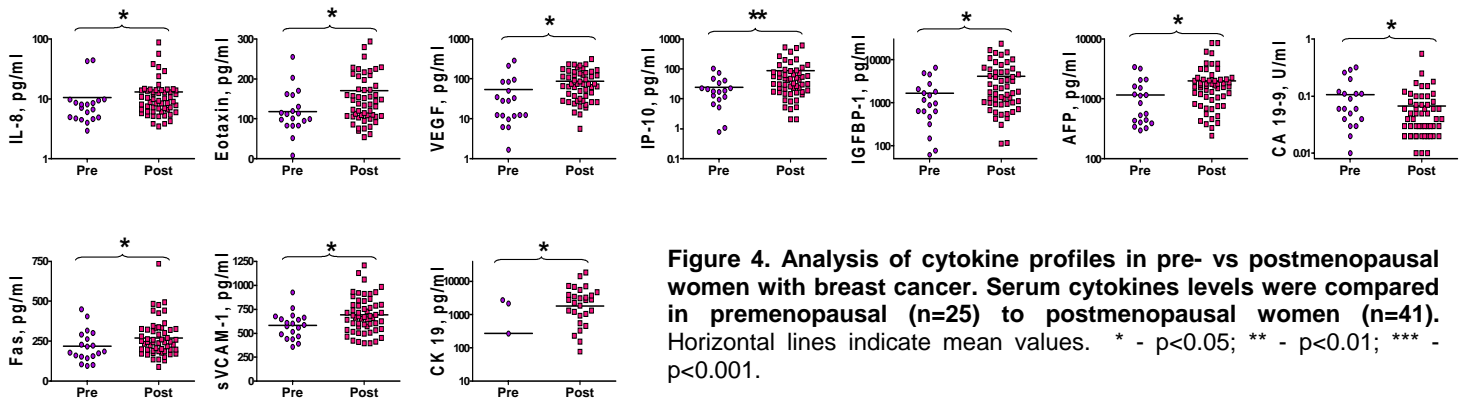 * * * ** * * *
IL-8, pg/ml
100
10
1
Pre Post
Eotaxin, pg/ml
300
200
100
0
Pre Post
VEGF, pg/ml
1000
100
10
1
Pre Post
IP-10, pg/ml
1000
100
10
1
0.1
Pre Post
IGFBP-1, pg/ml
10000
1000
100
Pre Post
AFP, pg/ml
10000
1000
100
Pre Post
CA 19-9, U/ml
1
0.1
0.01
Pre Post
* * *
Fas, pg/ml
750
500
250
0
Pre Post
sVCAM-1, pg/ml
1250
1000
750
500
250
0
Pre Post
CK 19, pg/ml
10000
1000
100
10
Pre Post
Figure 4. Analysis of cytokine profiles in pre- vs postmenopausal
women with breast cancer. Serum cytokines levels were compared
in premenopausal (n=25) to postmenopausal women (n=41).
Horizontal lines indicate mean values. * - p<0.05; ** - p<0.01; *** -
p<0.001.